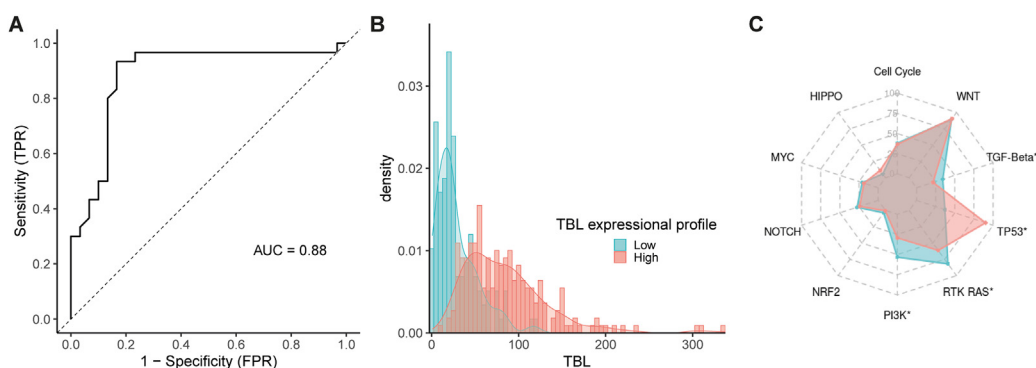 A
1.0
0.8
0.6
0.4
0.2
0.0
Sensitivity (TPR)
AUC = 0.88
0.0 0.2 0.4 0.6 0.8 1.0
1 − Specificity (FPR)
B
0.03
0.02
0.01
0.00
density
TBL expressional profile
Low
High
0 100 200 300
TBL
C
Cell Cycle
HIPPO
WNT
100
75
50
MYC
TGF-Beta*
NOTCH
TP53*
NRF2
RTK RAS*
PI3K*